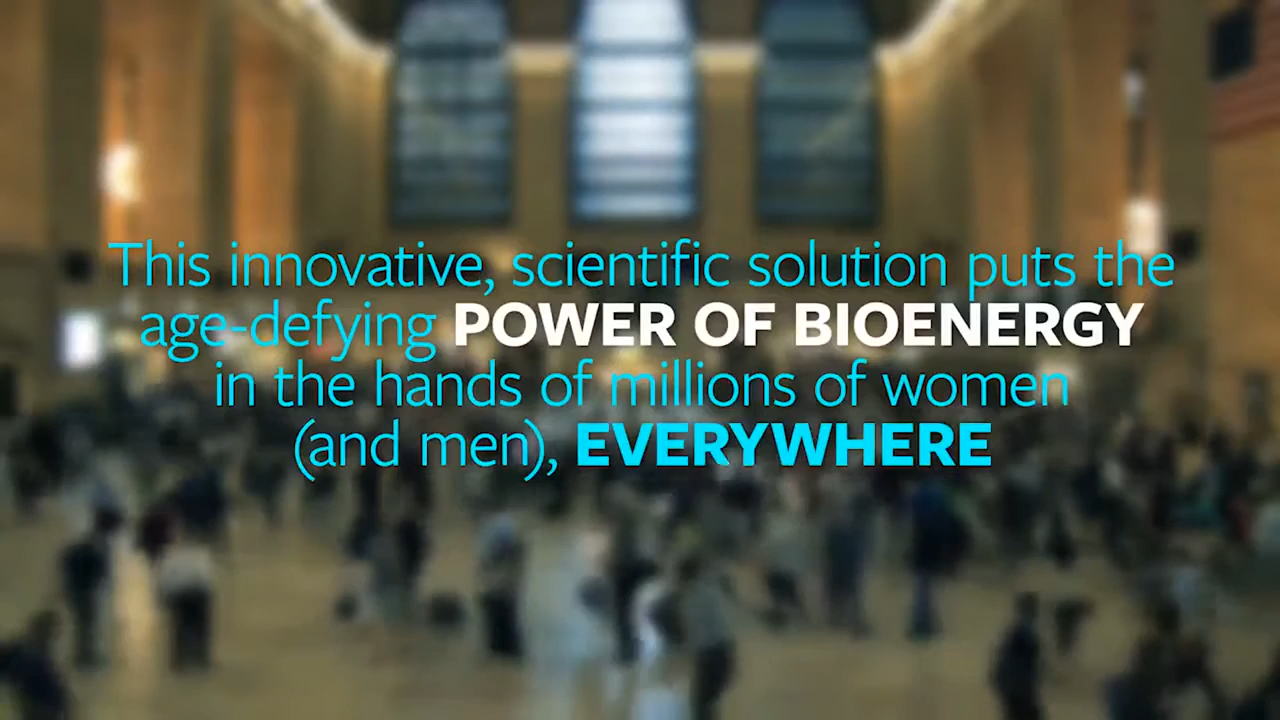 This innovative, scientific solution puts the
age-defying POWER OF BIOENERGY
in the hands of millions of women
(and men), EVERYWHERE